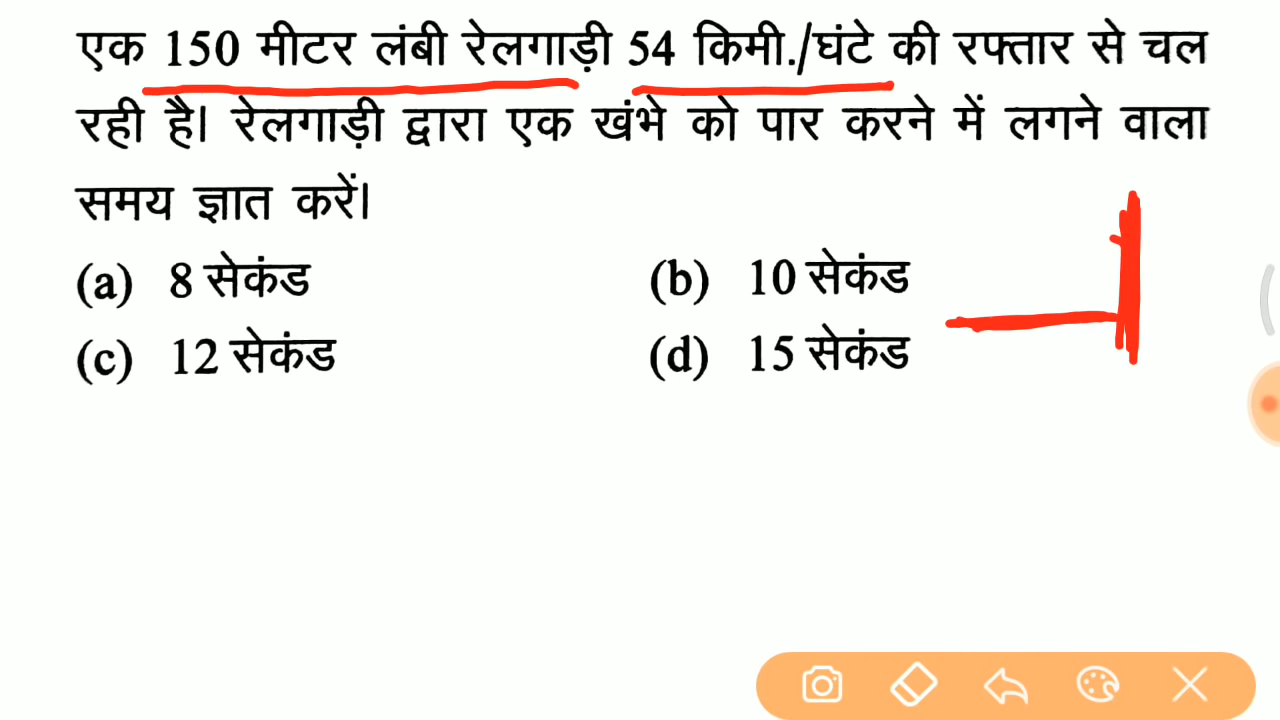 एक 150 मीटर लंबी रेलगाड़ी 54 किमी./घंटे की रफ्तार से चल
रही है। रेलगाड़ी द्वारा एक खंभे को पार करने में लगने वाला
समय ज्ञात करें।
(a) 8 सेकंड (b) 10 सेकंड
(c) 12 सेकंड (d) 15 सेकंड